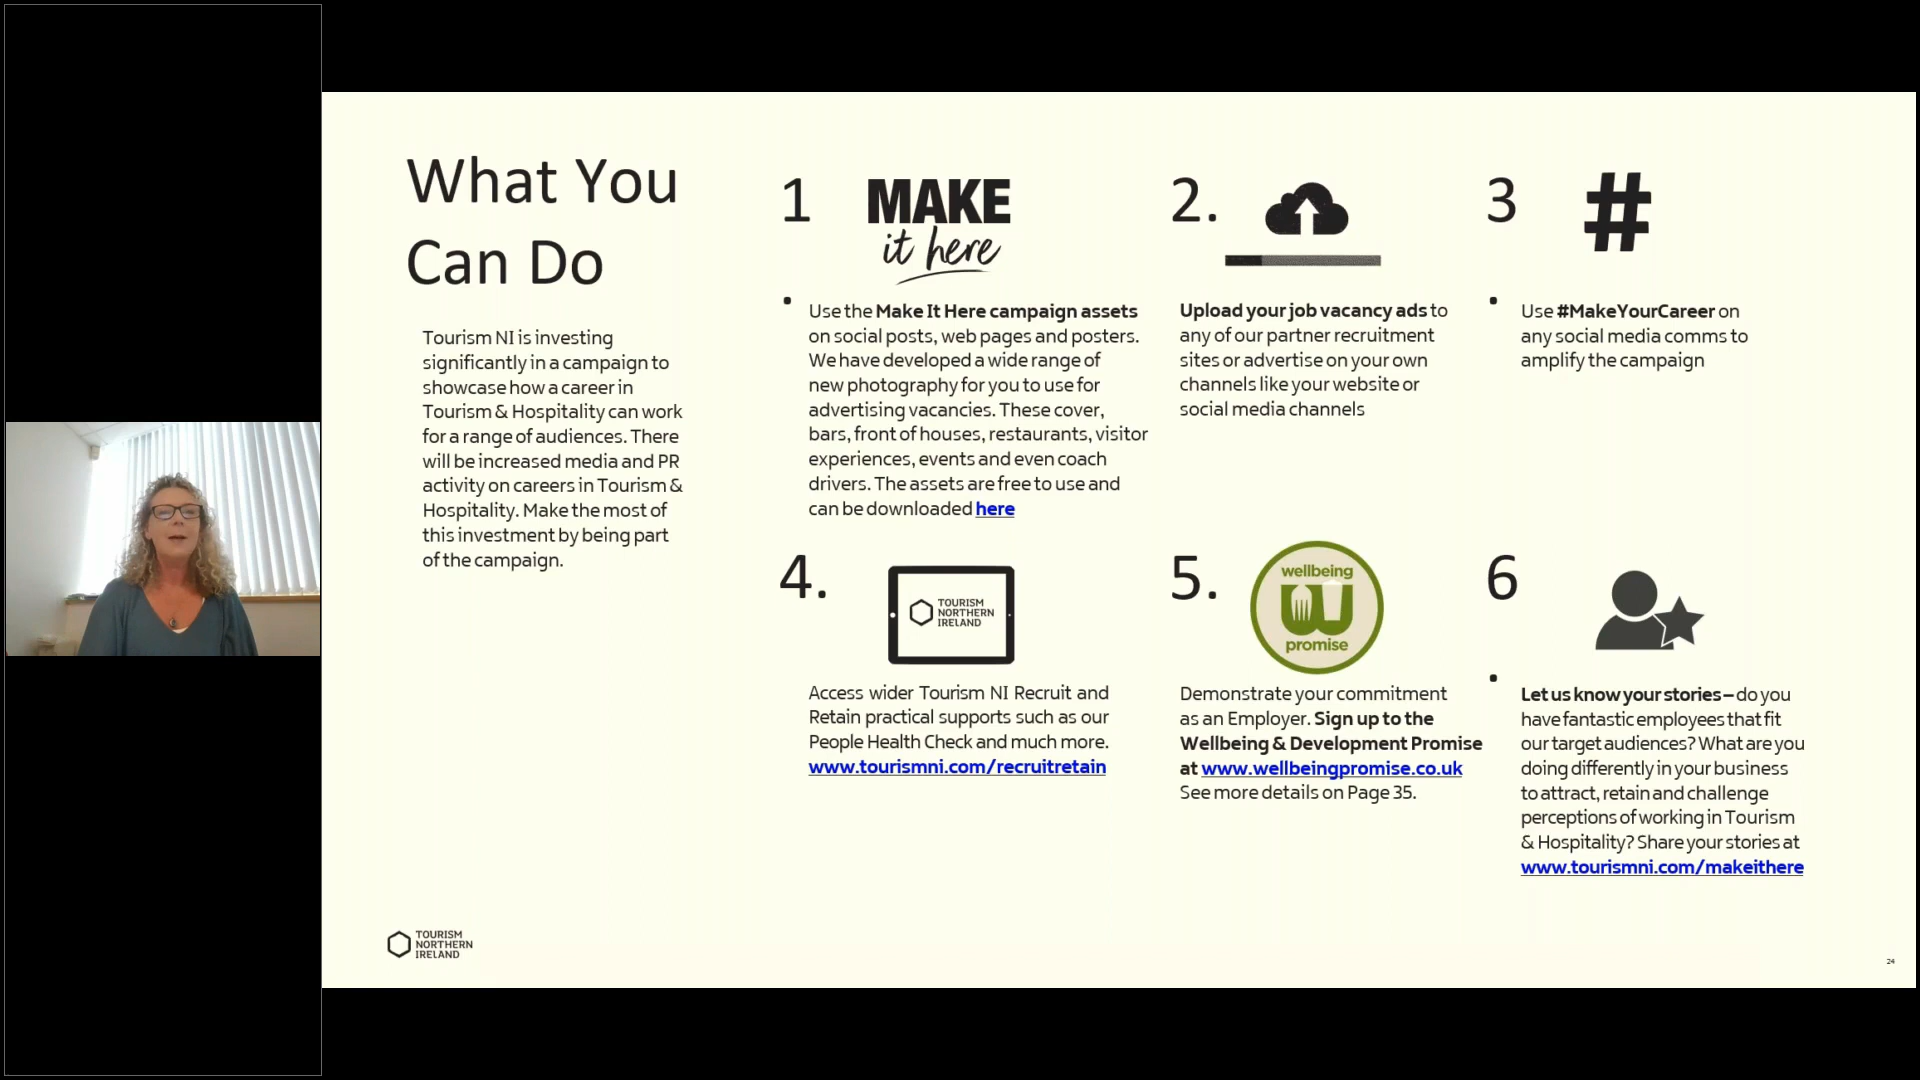 What You
Can Do
Tourism NI is investing
significantly in a campaign to
showcase how a career in
Tourism & Hospitality can work
for a range of audiences. There
will be increased media and PR
activity on careers in Tourism &
Hospitality. Make the most of
this investment by being part
of the campaign.
1
MAKE
it here
• Use the Make It Here campaign assets
on social posts, web pages and posters.
We have developed a wide range of
new photography for you to use for
advertising vacancies. These cover,
bars, front of houses, restaurants, visitor
experiences, events and even coach
drivers. The assets are free to use and
can be downloaded here
2.
Upload your job vacancy ads to
any of our partner recruitment
sites or advertise on your own
channels like your website or
social media channels
3
#
• Use #MakeYourCareer on
any social media comms to
amplify the campaign
4.
TOURISM
NORTHERN
IRELAND
Access wider Tourism NI Recruit and
Retain practical supports such as our
People Health Check and much more.
www.tourismni.com/recruitretain
5.
wellbeing
W
promise
Demonstrate your commitment
as an Employer. Sign up to the
Wellbeing & Development Promise
at www.wellbeingpromise.co.uk
See more details on Page 35.
6
• Let us know your stories – do you
have fantastic employees that fit
our target audiences? What are you
doing differently in your business
to attract, retain and challenge
perceptions of working in Tourism
& Hospitality? Share your stories at
www.tourismni.com/makeithere
TOURISM
NORTHERN
IRELAND
24